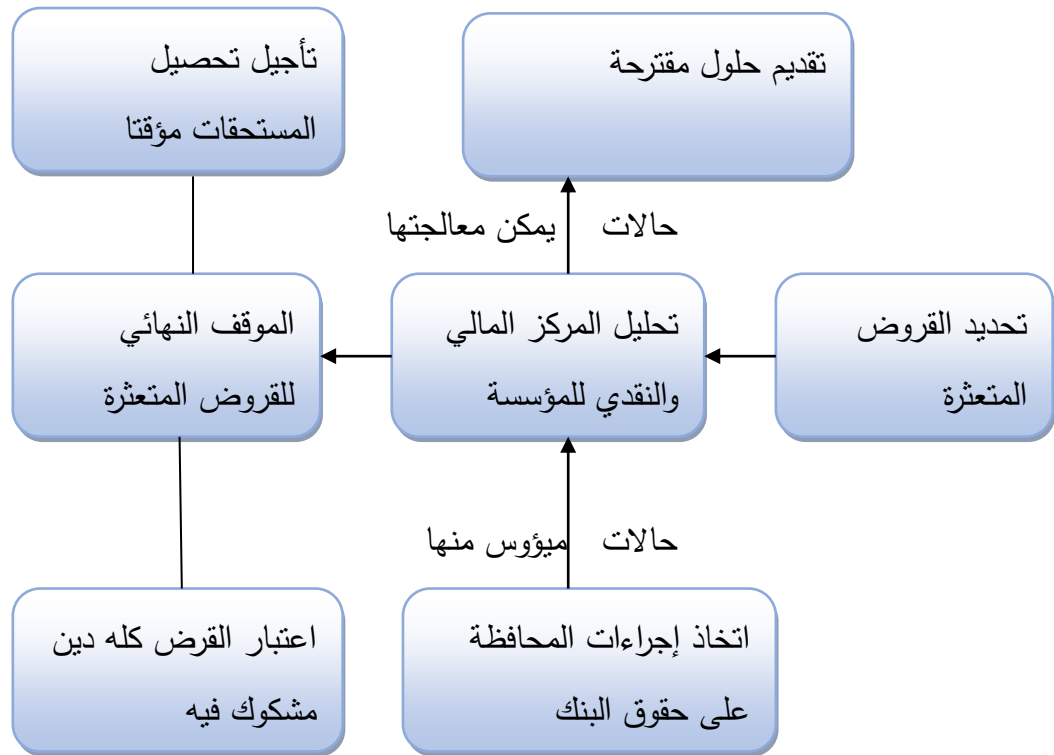 تقديم حلول مقترحة
تأجيل تحصيل
المستحقات مؤقتا
حالات يمكن معالجتها
تحديد القروض
المتعثرة
تحليل المركز المالي
والنقدي للمؤسسة
الموقف النهائي
للقروض المتعثرة
حالات ميؤوس منها
اتخاذ إجراءات المحافظة
على حقوق البنك
اعتبار القرض كله دين
مشكوك فيه